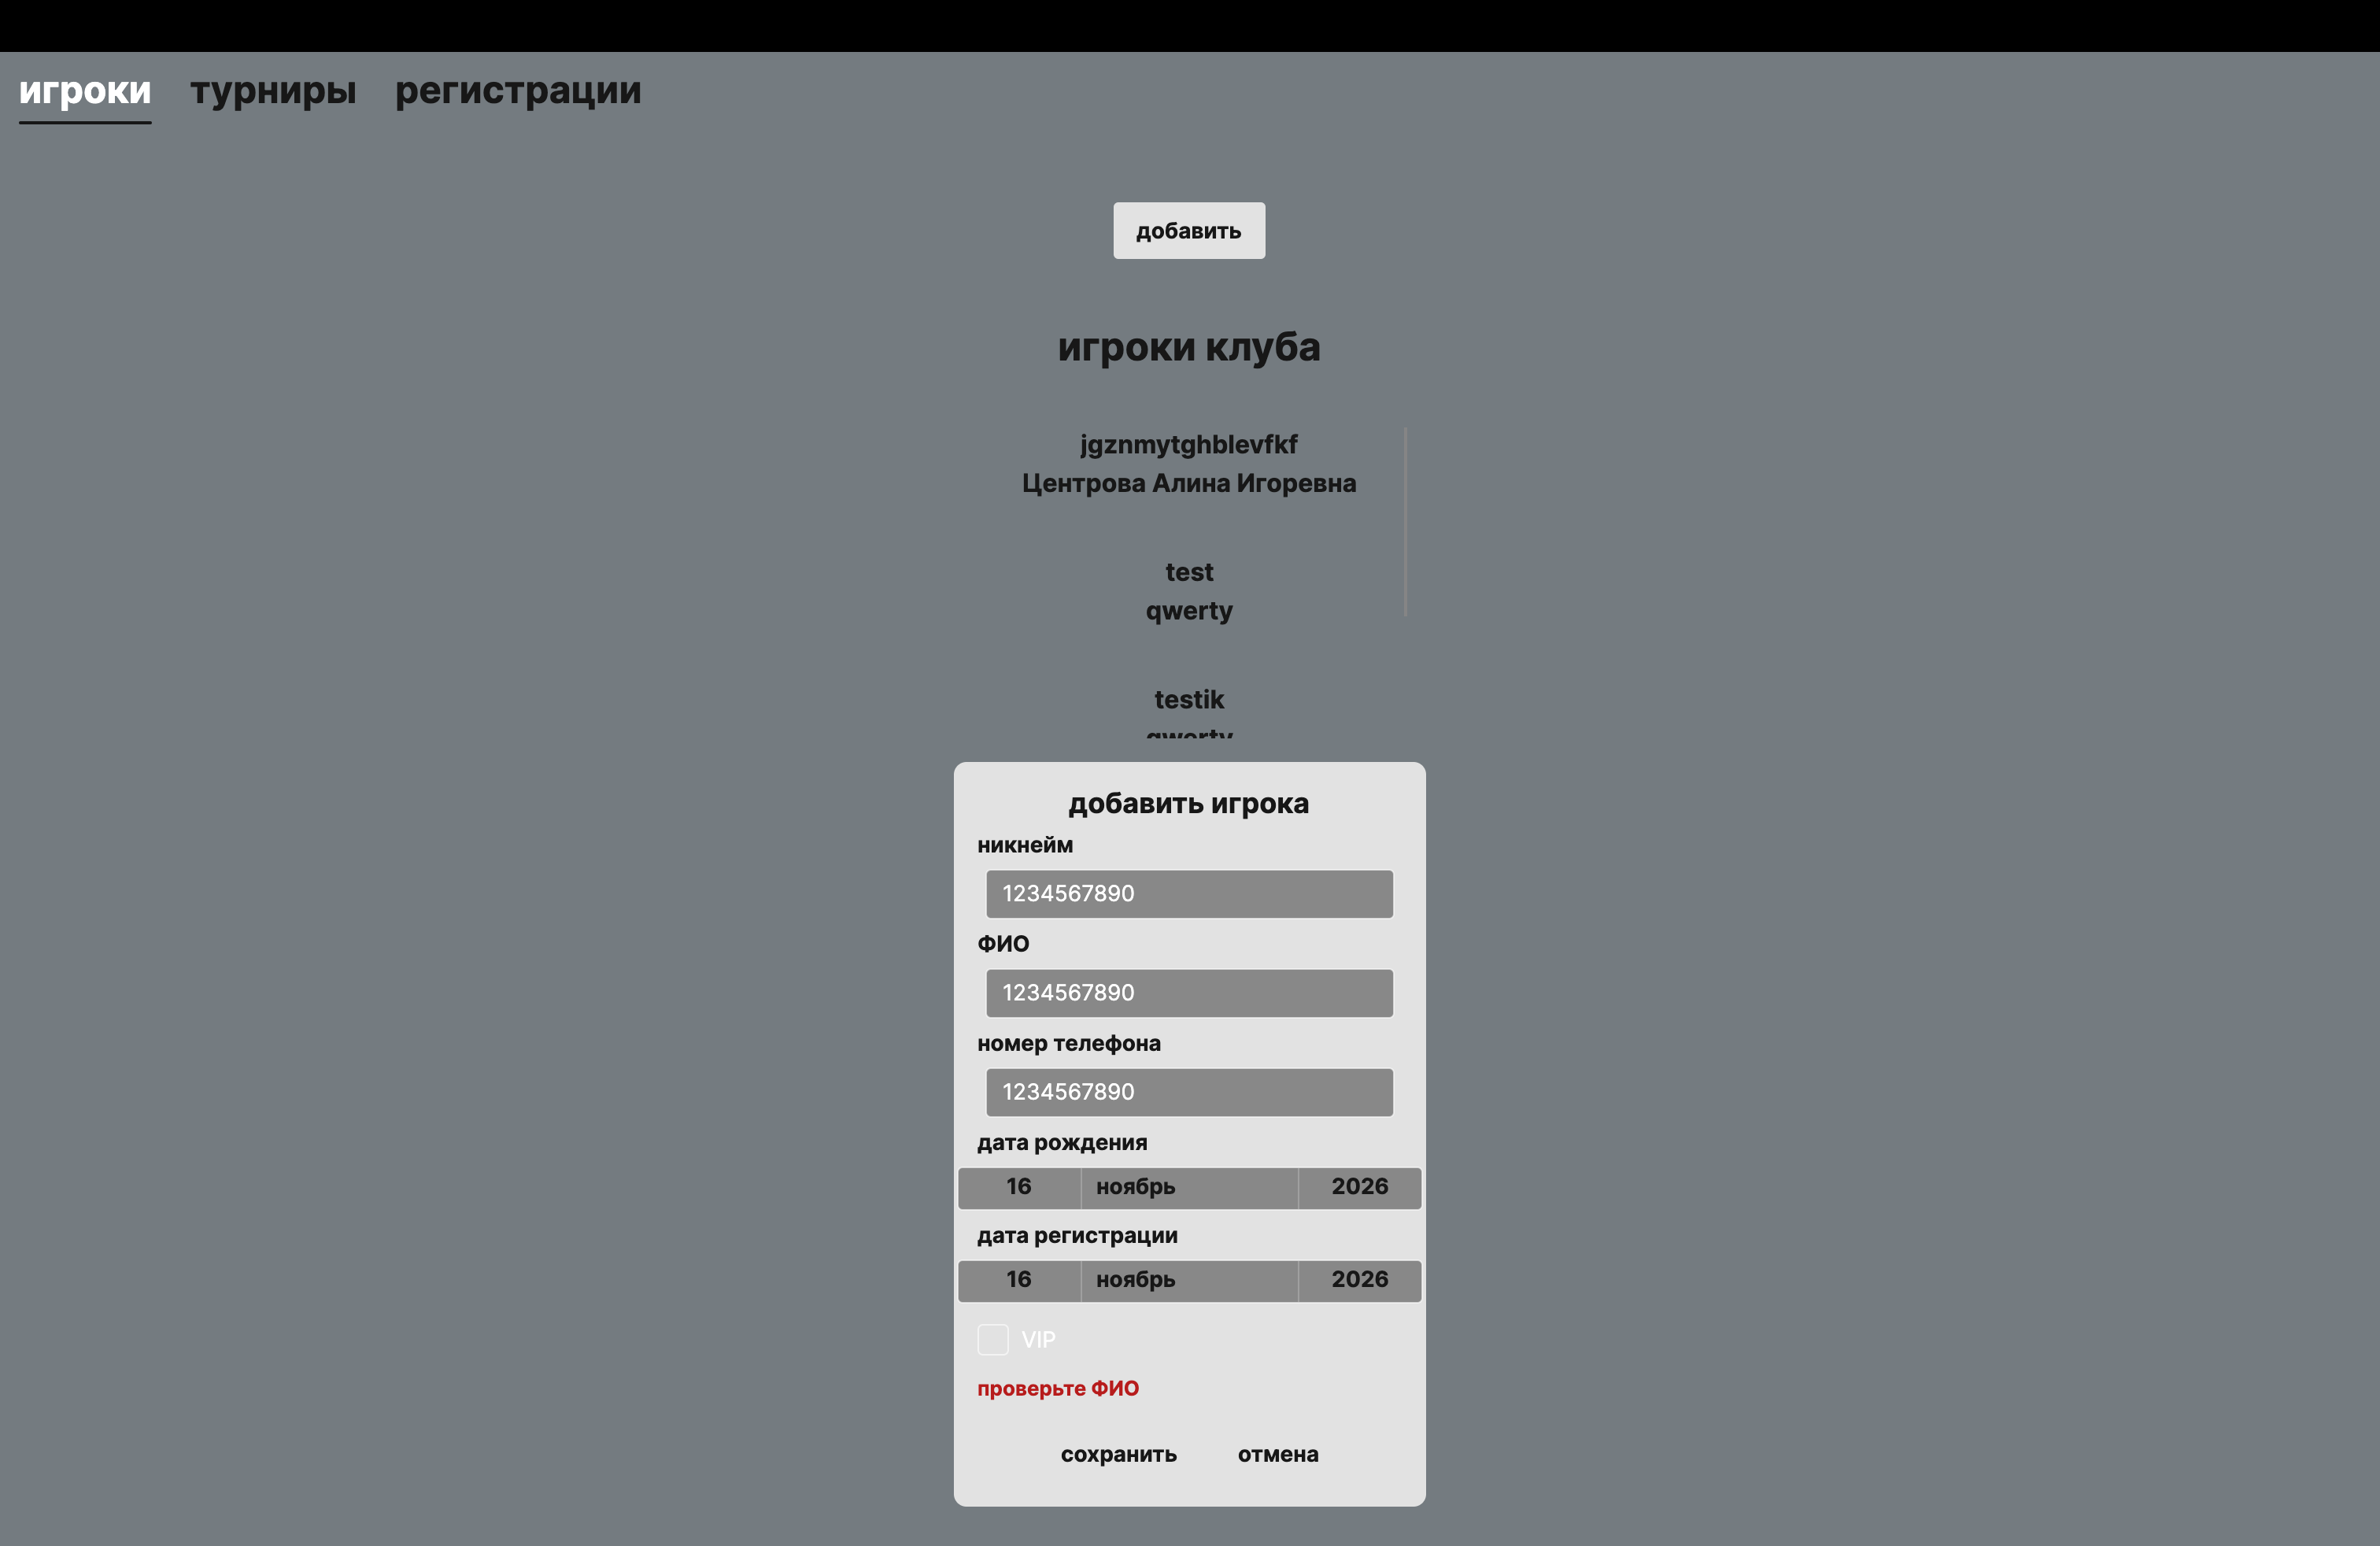 игроки турниры регистрации
добавить
игроки клуба
jgznmytghblevfkf
Центрова Алина Игоревна
test
qwerty
testik
qwerty
добавить игрока
никнейм
1234567890
ФИО
1234567890
номер телефона
1234567890
дата рождения
16 ноябрь 2026
дата регистрации
16 ноябрь 2026
VIP
проверьте ФИО
сохранить отмена